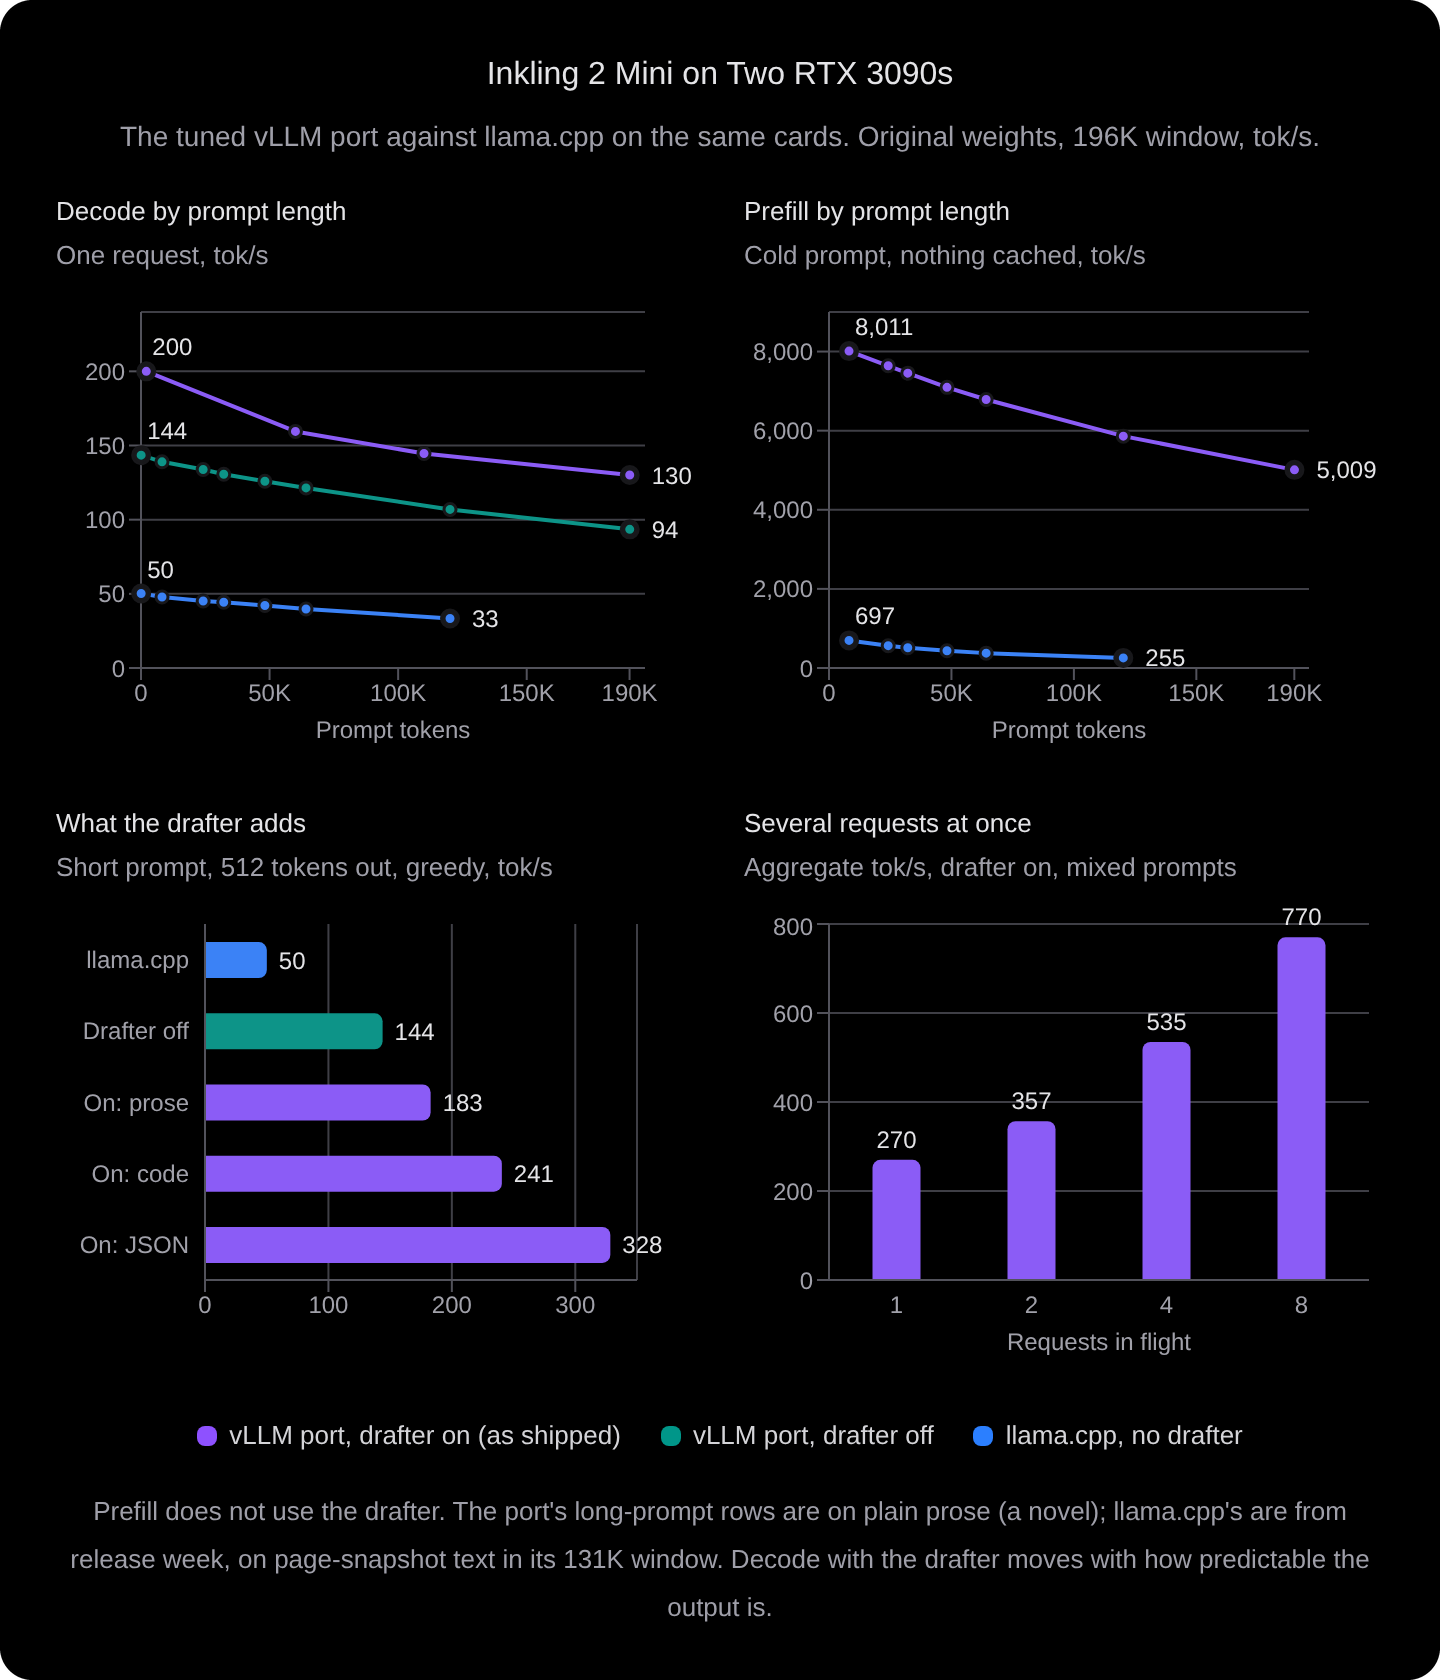 Inkling 2 Mini on Two RTX 3090s
The tuned vLLM port against llama.cpp on the same cards. Original weights, 196K window, tok/s.
Decode by prompt length
One request, tok/s
200
150
100
50
0
200
144
50
130
94
33
0 50K 100K 150K 190K
Prompt tokens
Prefill by prompt length
Cold prompt, nothing cached, tok/s
8,000
6,000
4,000
2,000
0
8,011
5,009
697
255
0 50K 100K 150K 190K
Prompt tokens
What the drafter adds
Short prompt, 512 tokens out, greedy, tok/s
llama.cpp 50
Drafter off 144
On: prose 183
On: code 241
On: JSON 328
0 100 200 300
Several requests at once
Aggregate tok/s, drafter on, mixed prompts
800
600
400
200
0
270
357
535
770
1 2 4 8
Requests in flight
vLLM port, drafter on (as shipped) vLLM port, drafter off llama.cpp, no drafter
Prefill does not use the drafter. The port's long-prompt rows are on plain prose (a novel); llama.cpp's are from
release week, on page-snapshot text in its 131K window. Decode with the drafter moves with how predictable the
output is.